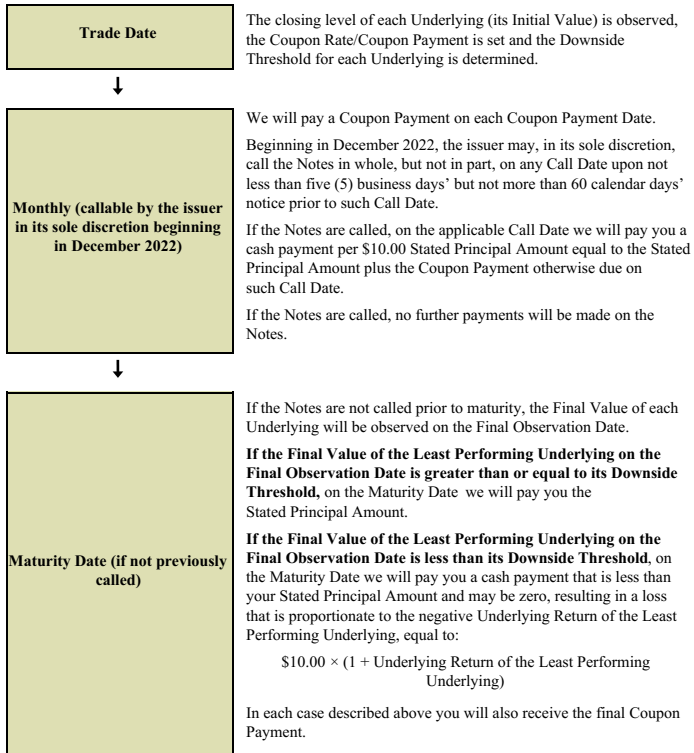 Trade Date
The closing level of each Underlying (its Initial Value) is observed,
the Coupon Rate/Coupon Payment is set and the Downside
Threshold for each Underlying is determined.
Monthly (callable by the issuer
in its sole discretion beginning
in December 2022)
We will pay a Coupon Payment on each Coupon Payment Date.
Beginning in December 2022, the issuer may, in its sole discretion,
call the Notes in whole, but not in part, on any Call Date upon not
less than five (5) business days’ but not more than 60 calendar days’
notice prior to such Call Date.
If the Notes are called, on the applicable Call Date we will pay you a
cash payment per $10.00 Stated Principal Amount equal to the Stated
Principal Amount plus the Coupon Payment otherwise due on
such Call Date.
If the Notes are called, no further payments will be made on the
Notes.
Maturity Date (if not previously
called)
If the Notes are not called prior to maturity, the Final Value of each
Underlying will be observed on the Final Observation Date.
If the Final Value of the Least Performing Underlying on the
Final Observation Date is greater than or equal to its Downside
Threshold, on the Maturity Date we will pay you the
Stated Principal Amount.
If the Final Value of the Least Performing Underlying on the
Final Observation Date is less than its Downside Threshold, on
the Maturity Date we will pay you a cash payment that is less than
your Stated Principal Amount and may be zero, resulting in a loss
that is proportionate to the negative Underlying Return of the Least
Performing Underlying, equal to:
$10.00 × (1 + Underlying Return of the Least Performing
Underlying)
In each case described above you will also receive the final Coupon
Payment.